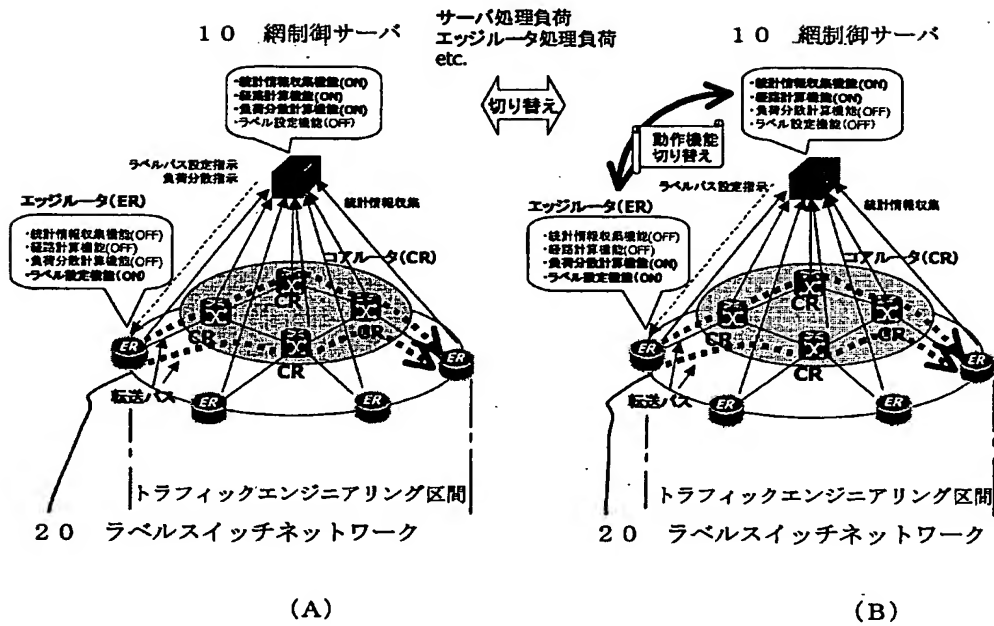 サーバ処理負荷
エッジルータ処理負荷
etc.
切り替え
10 網制御サーバ
・統計情報収集機能(ON)
・経路計算機能(ON)
・負荷分散計算機能(ON)
・ラベル設定機能(OFF)
ラベルパス設定指示
負荷分散指示
統計情報収集
エッジルータ(ER)
・統計情報収集機能(OFF)
・経路計算機能(OFF)
・負荷分散計算機能(OFF)
・ラベル設定機能(ON)
コアルータ(CR)
CR
CR
CR
CR
ER
ER
ER
ER
転送パス
トラフィックエンジニアリング区間
20 ラベルスイッチネットワーク
(A)
10 網制御サーバ
・統計情報収集機能(ON)
・経路計算機能(ON)
・負荷分散計算機能(OFF)
・ラベル設定機能(OFF)
動作機能
切り替え
ラベルパス設定指示
統計情報収集
エッジルータ(ER)
・統計情報収集機能(OFF)
・経路計算機能(OFF)
・負荷分散計算機能(ON)
・ラベル設定機能(ON)
コアルータ(CR)
CR
CR
CR
CR
ER
ER
ER
ER
転送パス
トラフィックエンジニアリング区間
20 ラベルスイッチネットワーク
(B)